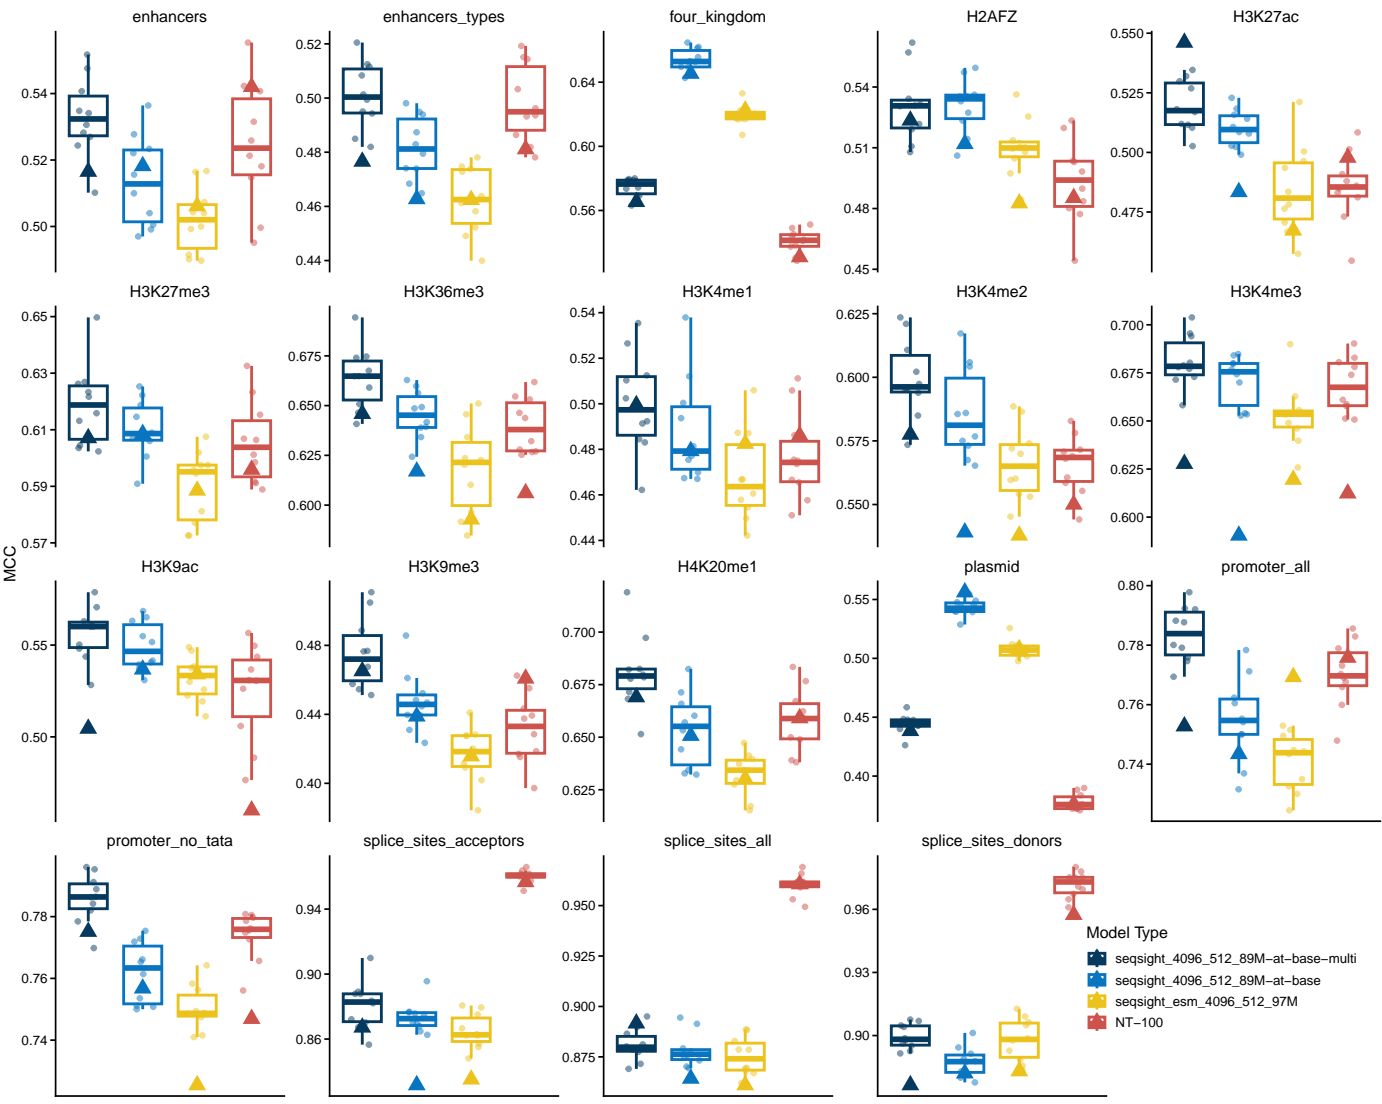 enhancers
enhancers_types
four_kingdom
H2AFZ
H3K27ac
0.54
0.52
0.50
0.52
0.50
0.48
0.46
0.44
0.64
0.60
0.56
0.54
0.51
0.48
0.45
0.550
0.525
0.500
0.475
H3K27me3
H3K36me3
H3K4me1
H3K4me2
H3K4me3
0.65
0.63
0.61
0.59
0.57
0.675
0.650
0.625
0.600
0.54
0.52
0.50
0.48
0.46
0.44
0.625
0.600
0.575
0.550
0.700
0.675
0.650
0.625
0.600
MCC
H3K9ac
H3K9me3
H4K20me1
plasmid
promoter_all
0.55
0.50
0.48
0.44
0.40
0.700
0.675
0.650
0.625
0.55
0.50
0.45
0.40
0.80
0.78
0.76
0.74
promoter_no_tata
splice_sites_acceptors
splice_sites_all
splice_sites_donors
0.78
0.76
0.74
0.94
0.90
0.86
0.950
0.925
0.900
0.875
0.96
0.93
0.90
Model Type
seqsight_4096_512_89M−at−base−multi
seqsight_4096_512_89M−at−base
seqsight_esm_4096_512_97M
NT−100